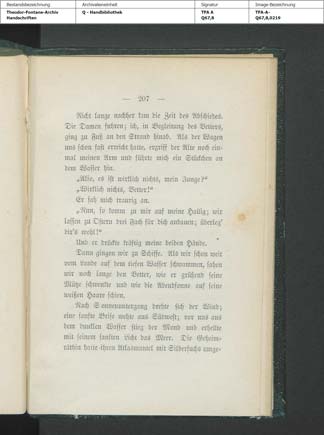 Bestandsbezeichnung Archivalieneinheit Signatur Image-Bezeichnung
Theodor-Fontane-Archiv Q - Handbibliothek TFA A TFA-A-
Handschriften Q67,8 Q67,8,0219
— 207 —
Nicht lange nachher kam die Zeit des Abschiedes.
Die Damen fuhren; ich, in Begleitung des Vetters,
ging zu Fuß an den Strand hinab. Als der Wagen
uns schon fast erreicht hatte, ergriff der Alte noch ein-
mal meinen Arm und führte mich ein Stückchen an
dem Wasser hin.
„Also, es ist wirklich nichts, mein Junge?“
„Wirklich nichts, Vetter!“
Er sah mich traurig an.
„Nun, so komm zu mir auf meine Hallig; wir
lassen zu Ostern drei Fach für dich anbauen; überleg'
dir's wohl!“
Und er drückte kräftig meine beiden Hände.
Dann gingen wir zu Schiffe. Als wir schon weit
vom Lande auf dem tiefen Wasser schwammen, sahen
wir noch lange den Vetter, wie er grüßend seine
Mütze schwenkte und wie die Abendsonne auf seine
weißen Haare schien.
Nach Sonnenuntergang drehte sich der Wind;
eine sanfte Brise wehte aus Südwest; vor uns aus
dem dunklen Wasser stieg der Mond und erhellte
mit seinem sanften Licht das Meer. Die Geheim-
räthin hatte ihren Atlasmantel mit Silberfuchs umge-